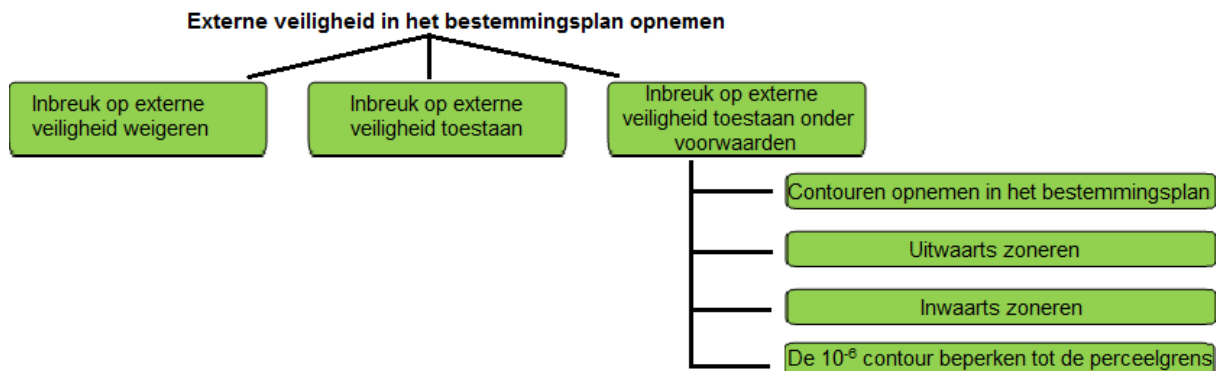 Externe veiligheid in het bestemmingsplan opnemen
Inbreuk op externe
veiligheid weigeren
Inbreuk op externe
veiligheid toestaan
Inbreuk op externe
veiligheid toestaan onder
voorwaarden
Contouren opnemen in het bestemmingsplan
Uitwaarts zoneren
Inwaarts zoneren
De 10⁻⁶ contour beperken tot de perceelgrens